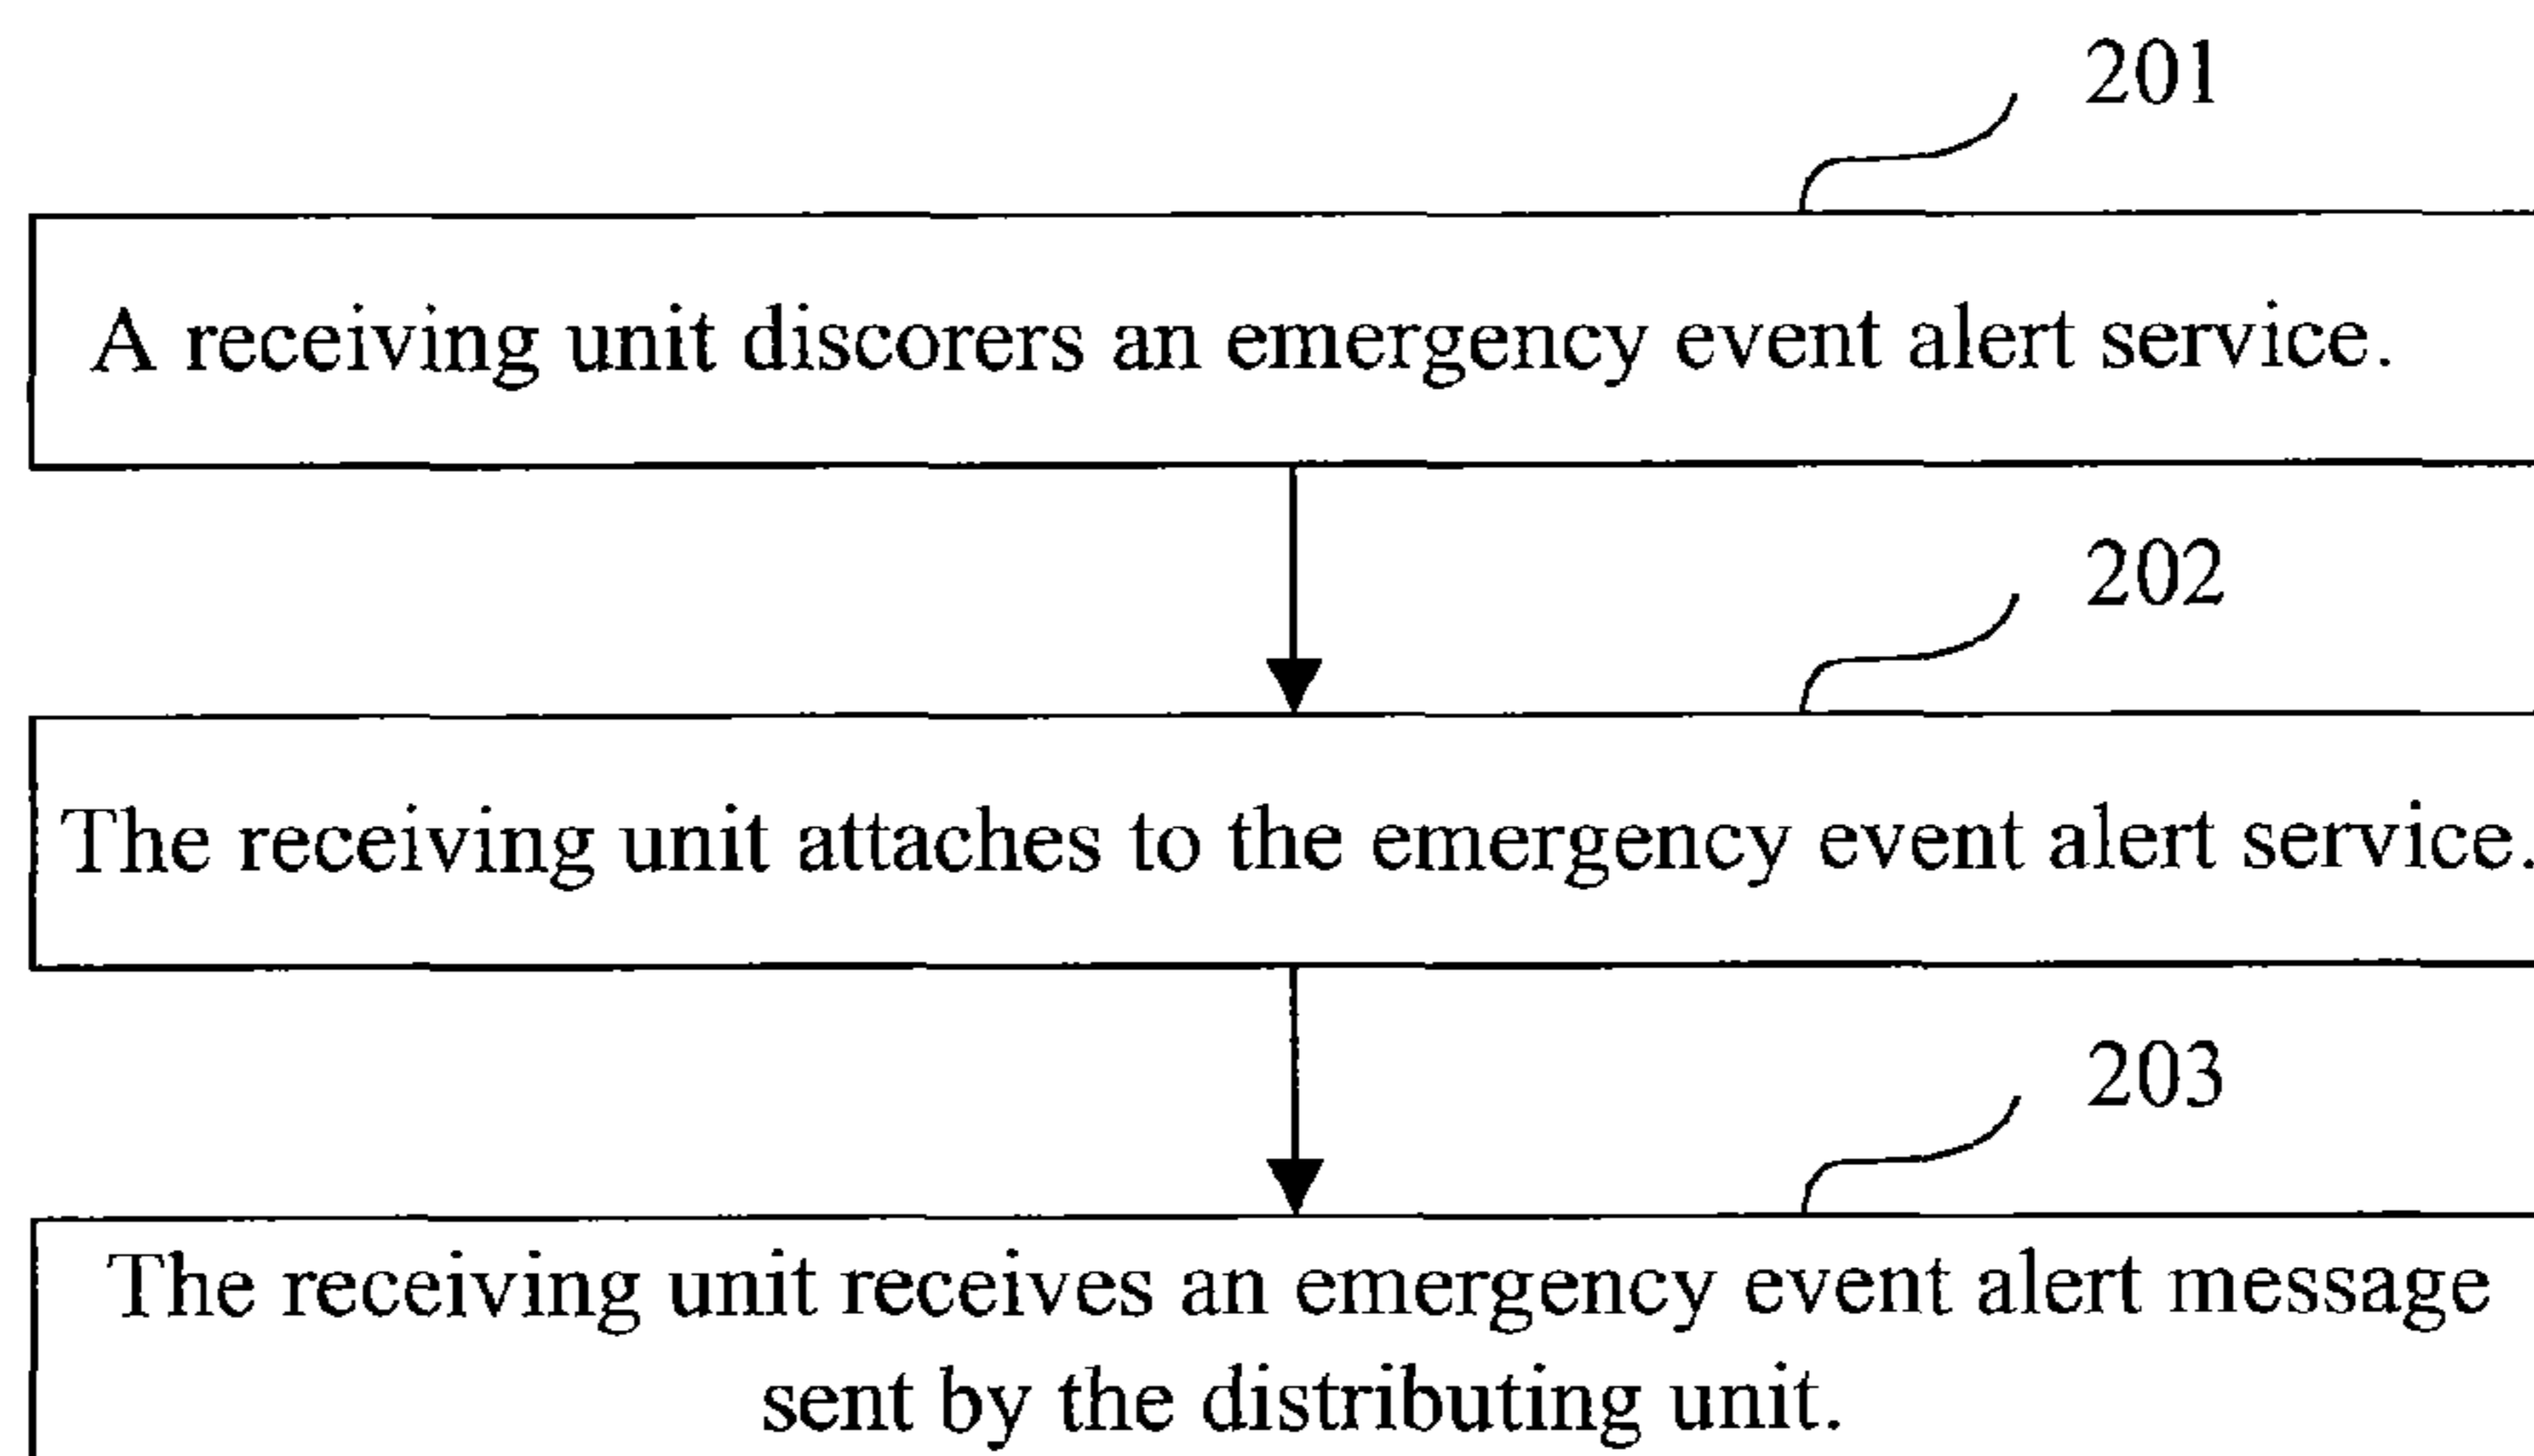 201
A receiving unit discorers an emergency event alert service.
202
The receiving unit attaches to the emergency event alert service.
203
The receiving unit receives an emergency event alert message
sent by the distributing unit.